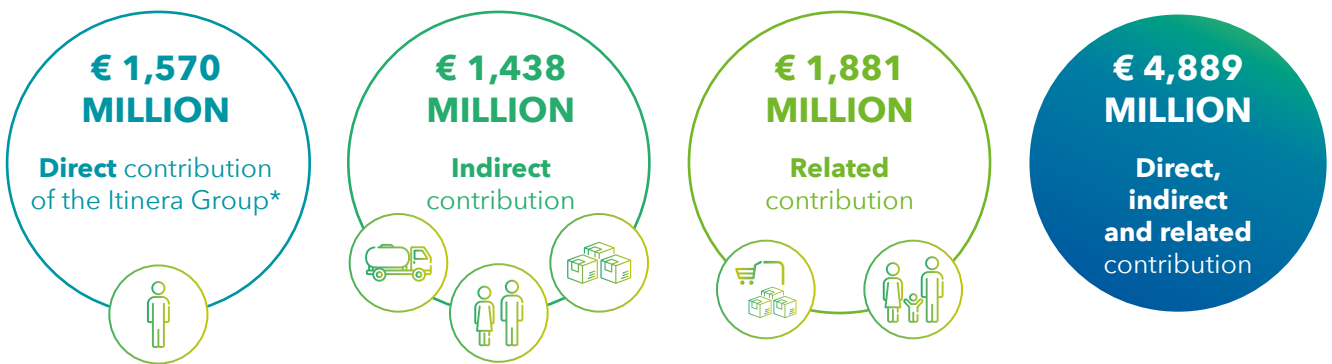 € 1,570
MILLION
Direct contribution
of the Itinera Group*
€ 1,438
MILLION
Indirect
contribution
€ 1,881
MILLION
Related
contribution
€ 4,889
MILLION
Direct,
indirect
and related
contribution